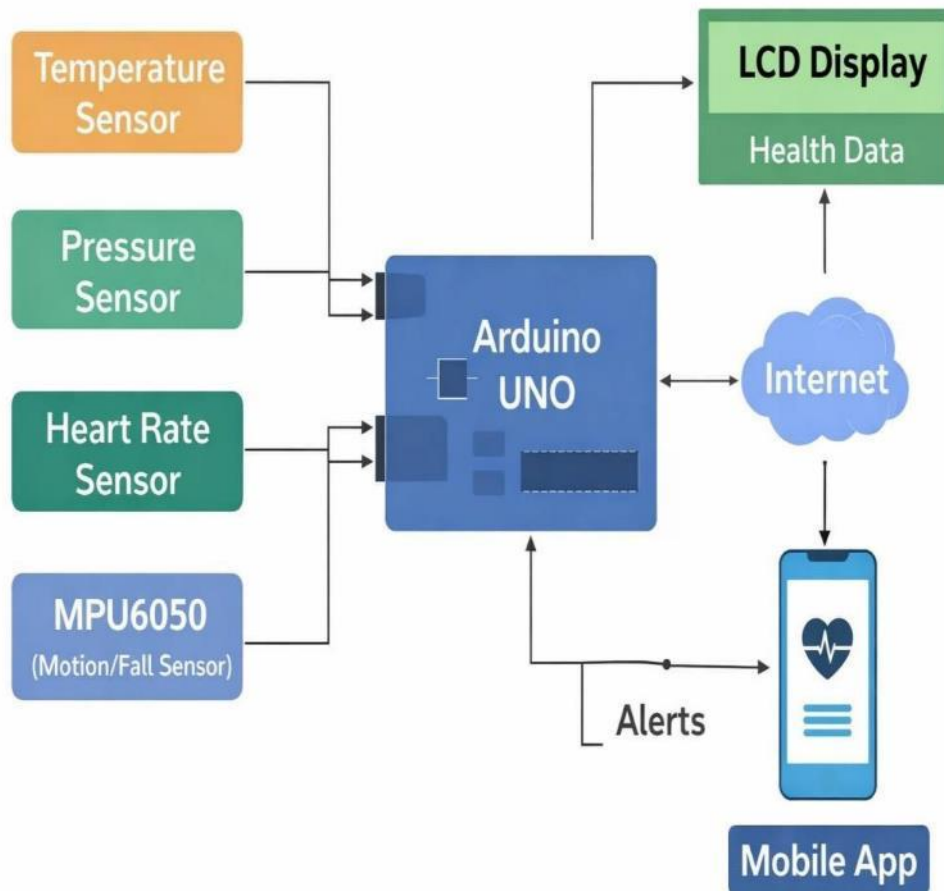 Temperature
Sensor
LCD Display
Health Data
Pressure
Sensor
Arduino
UNO
Internet
Heart Rate
Sensor
MPU6050
(Motion/Fall Sensor)
Alerts
Mobile App